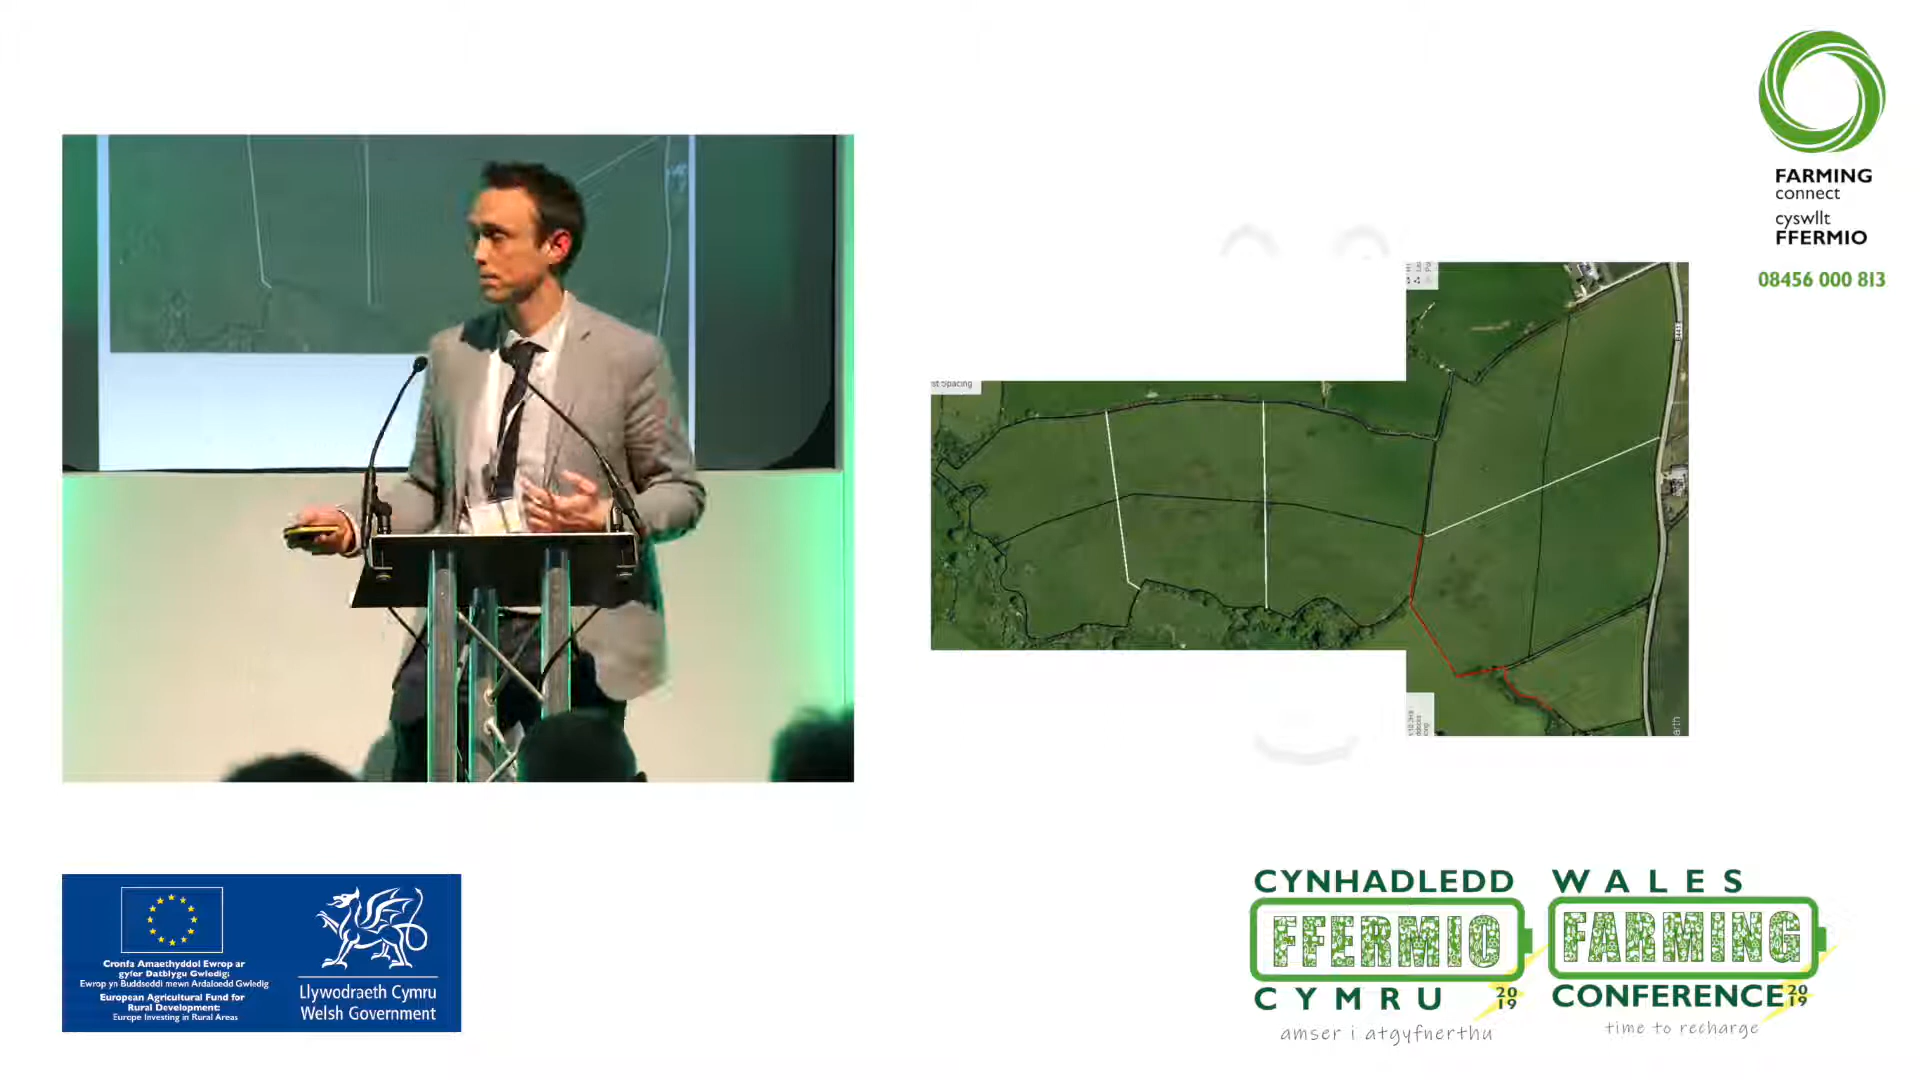 FARMING
connect
cyswllt
FFERMIO
08456 000 813
st Spacing
Cronfa Amaethyddol Ewrop ar
gyfer Datblygu Gwledig:
Ewrop yn Buddsoddi mewn Ardaloedd Gwledig
European Agricultural Fund for
Rural Development:
Europe Investing in Rural Areas
Llywodraeth Cymru
Welsh Government
CYNHADLEDD
FFERMIO
CYMRU 2019
amser i atgyfnerthu
WALES
FARMING
CONFERENCE 2019
time to recharge